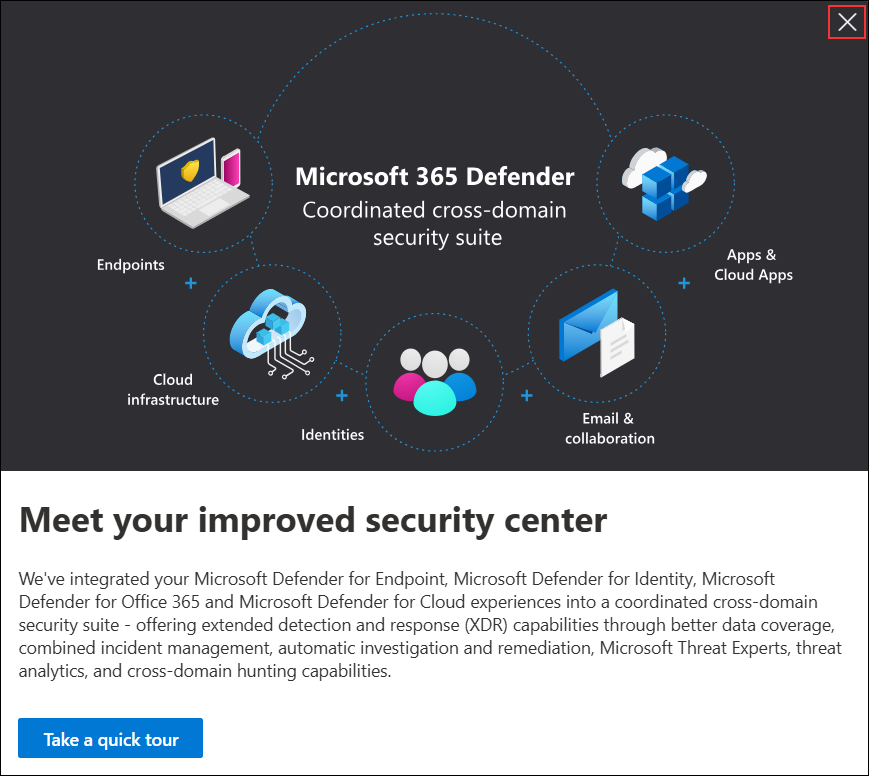 Microsoft 365 Defender
Coordinated cross-domain
security suite
Endpoints
+
Cloud
infrastructure
+
Identities
+
Email &
collaboration
+
Apps &
Cloud Apps
Meet your improved security center
We've integrated your Microsoft Defender for Endpoint, Microsoft Defender for Identity, Microsoft
Defender for Office 365 and Microsoft Defender for Cloud experiences into a coordinated cross-domain
security suite - offering extended detection and response (XDR) capabilities through better data coverage,
combined incident management, automatic investigation and remediation, Microsoft Threat Experts, threat
analytics, and cross-domain hunting capabilities.
Take a quick tour